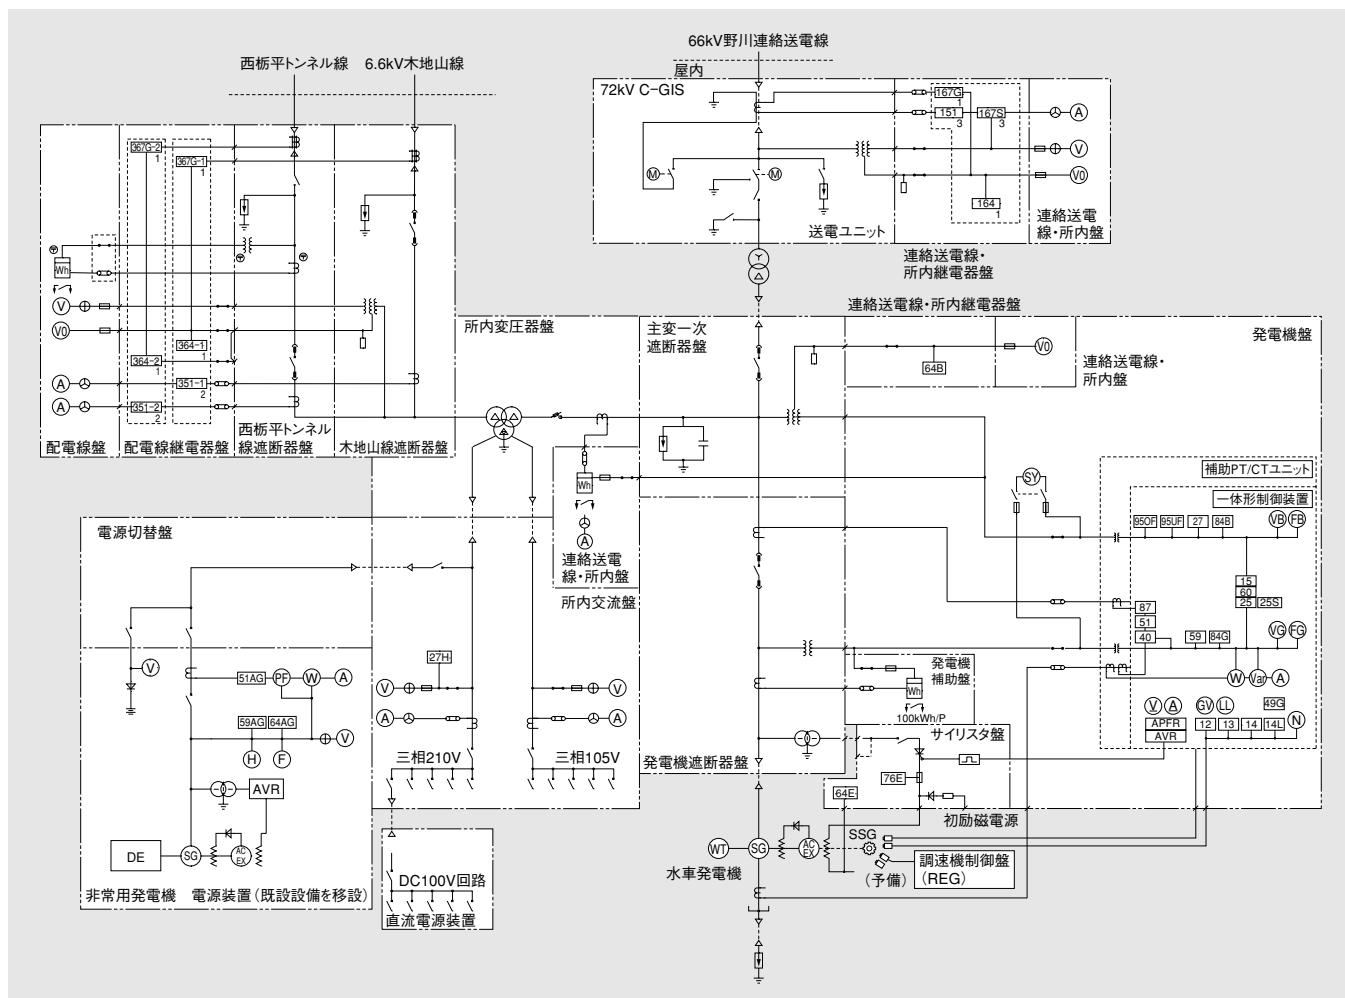 66kV野川連絡送電線
西栃平トンネル線
6.6kV木地山線
屋内
72kV C-GIS
167G
1
151
3
167S
3
A
V
V0
M
M
164
1
送電ユニット
連絡送電
線・所内盤
連絡送電線・
所内継電器盤
367G-2
1
367G-1
1
Wh
V
V0
364-1
1
364-2
1
A
351-1
2
A
351-2
2
配電線盤
配電線継電器盤
西栃平トンネル
線遮断器盤
木地山線遮断器盤
所内変圧器盤
主変一次
遮断器盤
連絡送電線・所内継電器盤
64B
V0
連絡送電線・
所内盤
発電機盤
Wh
A
連絡送電
線・所内盤
所内交流盤
SY
補助PT/CTユニット
一体形制御装置
95OF
95UF
27
84B
VB
FB
15
60
25
25S
87
51
40
59
84G
VG
FG
W
Var
A
V
A
GV
LL
49G
APFR
AVR
12
13
14
14L
N
電源切替盤
V
51AG
PF
W
A
59AG
64AG
V
H
F
AVR
DE
SG
AC
EX
非常用発電機
電源装置(既設設備を移設)
27H
V
A
V
A
三相210V
三相105V
DC100V回路
直流電源装置
発電機
補助盤
Wh
100kWh/P
サイリスタ盤
発電機遮断器盤
76E
64E
初励磁電源
WT
SG
AC
EX
SSG
水車発電機
(予備)
調速機制御盤
(REG)